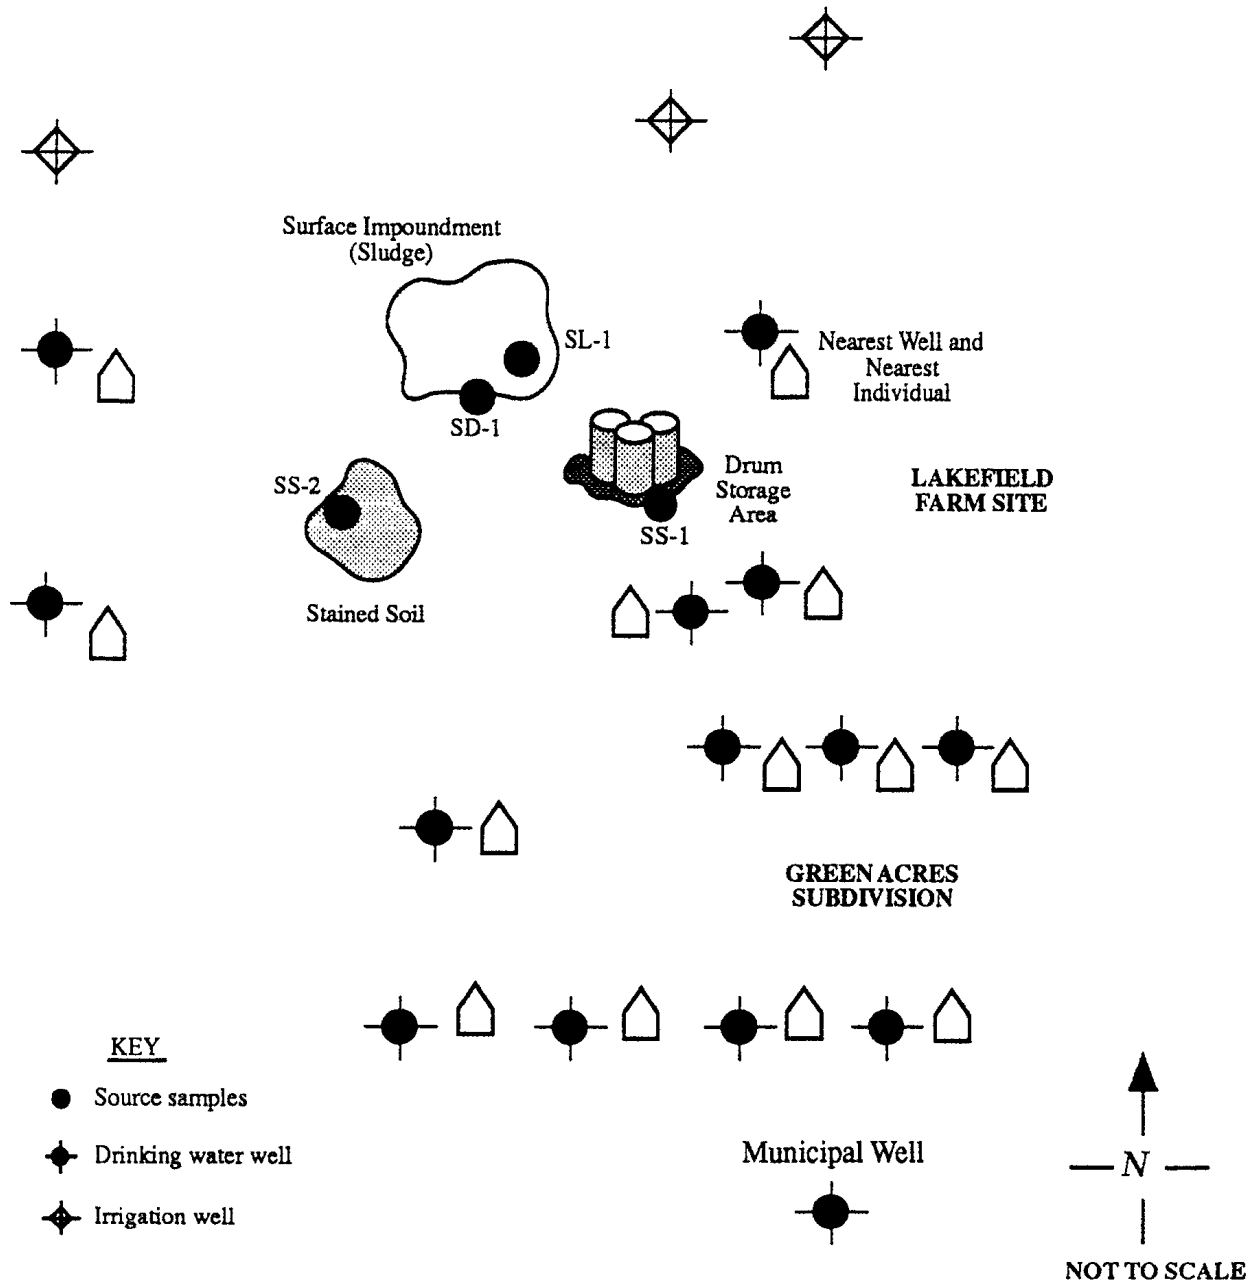 Surface Impoundment
(Sludge)
SL-1
Nearest Well and
Nearest
Individual
SD-1
Drum
Storage
Area
LAKEFIELD
FARM SITE
SS-2
SS-1
Stained Soil
GREEN ACRES
SUBDIVISION
KEY
Source samples
Drinking water well
Irrigation well
Municipal Well
N
NOT TO SCALE